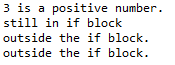 3 is a positive number.
still in if block
outside the if block.
outside the if block.